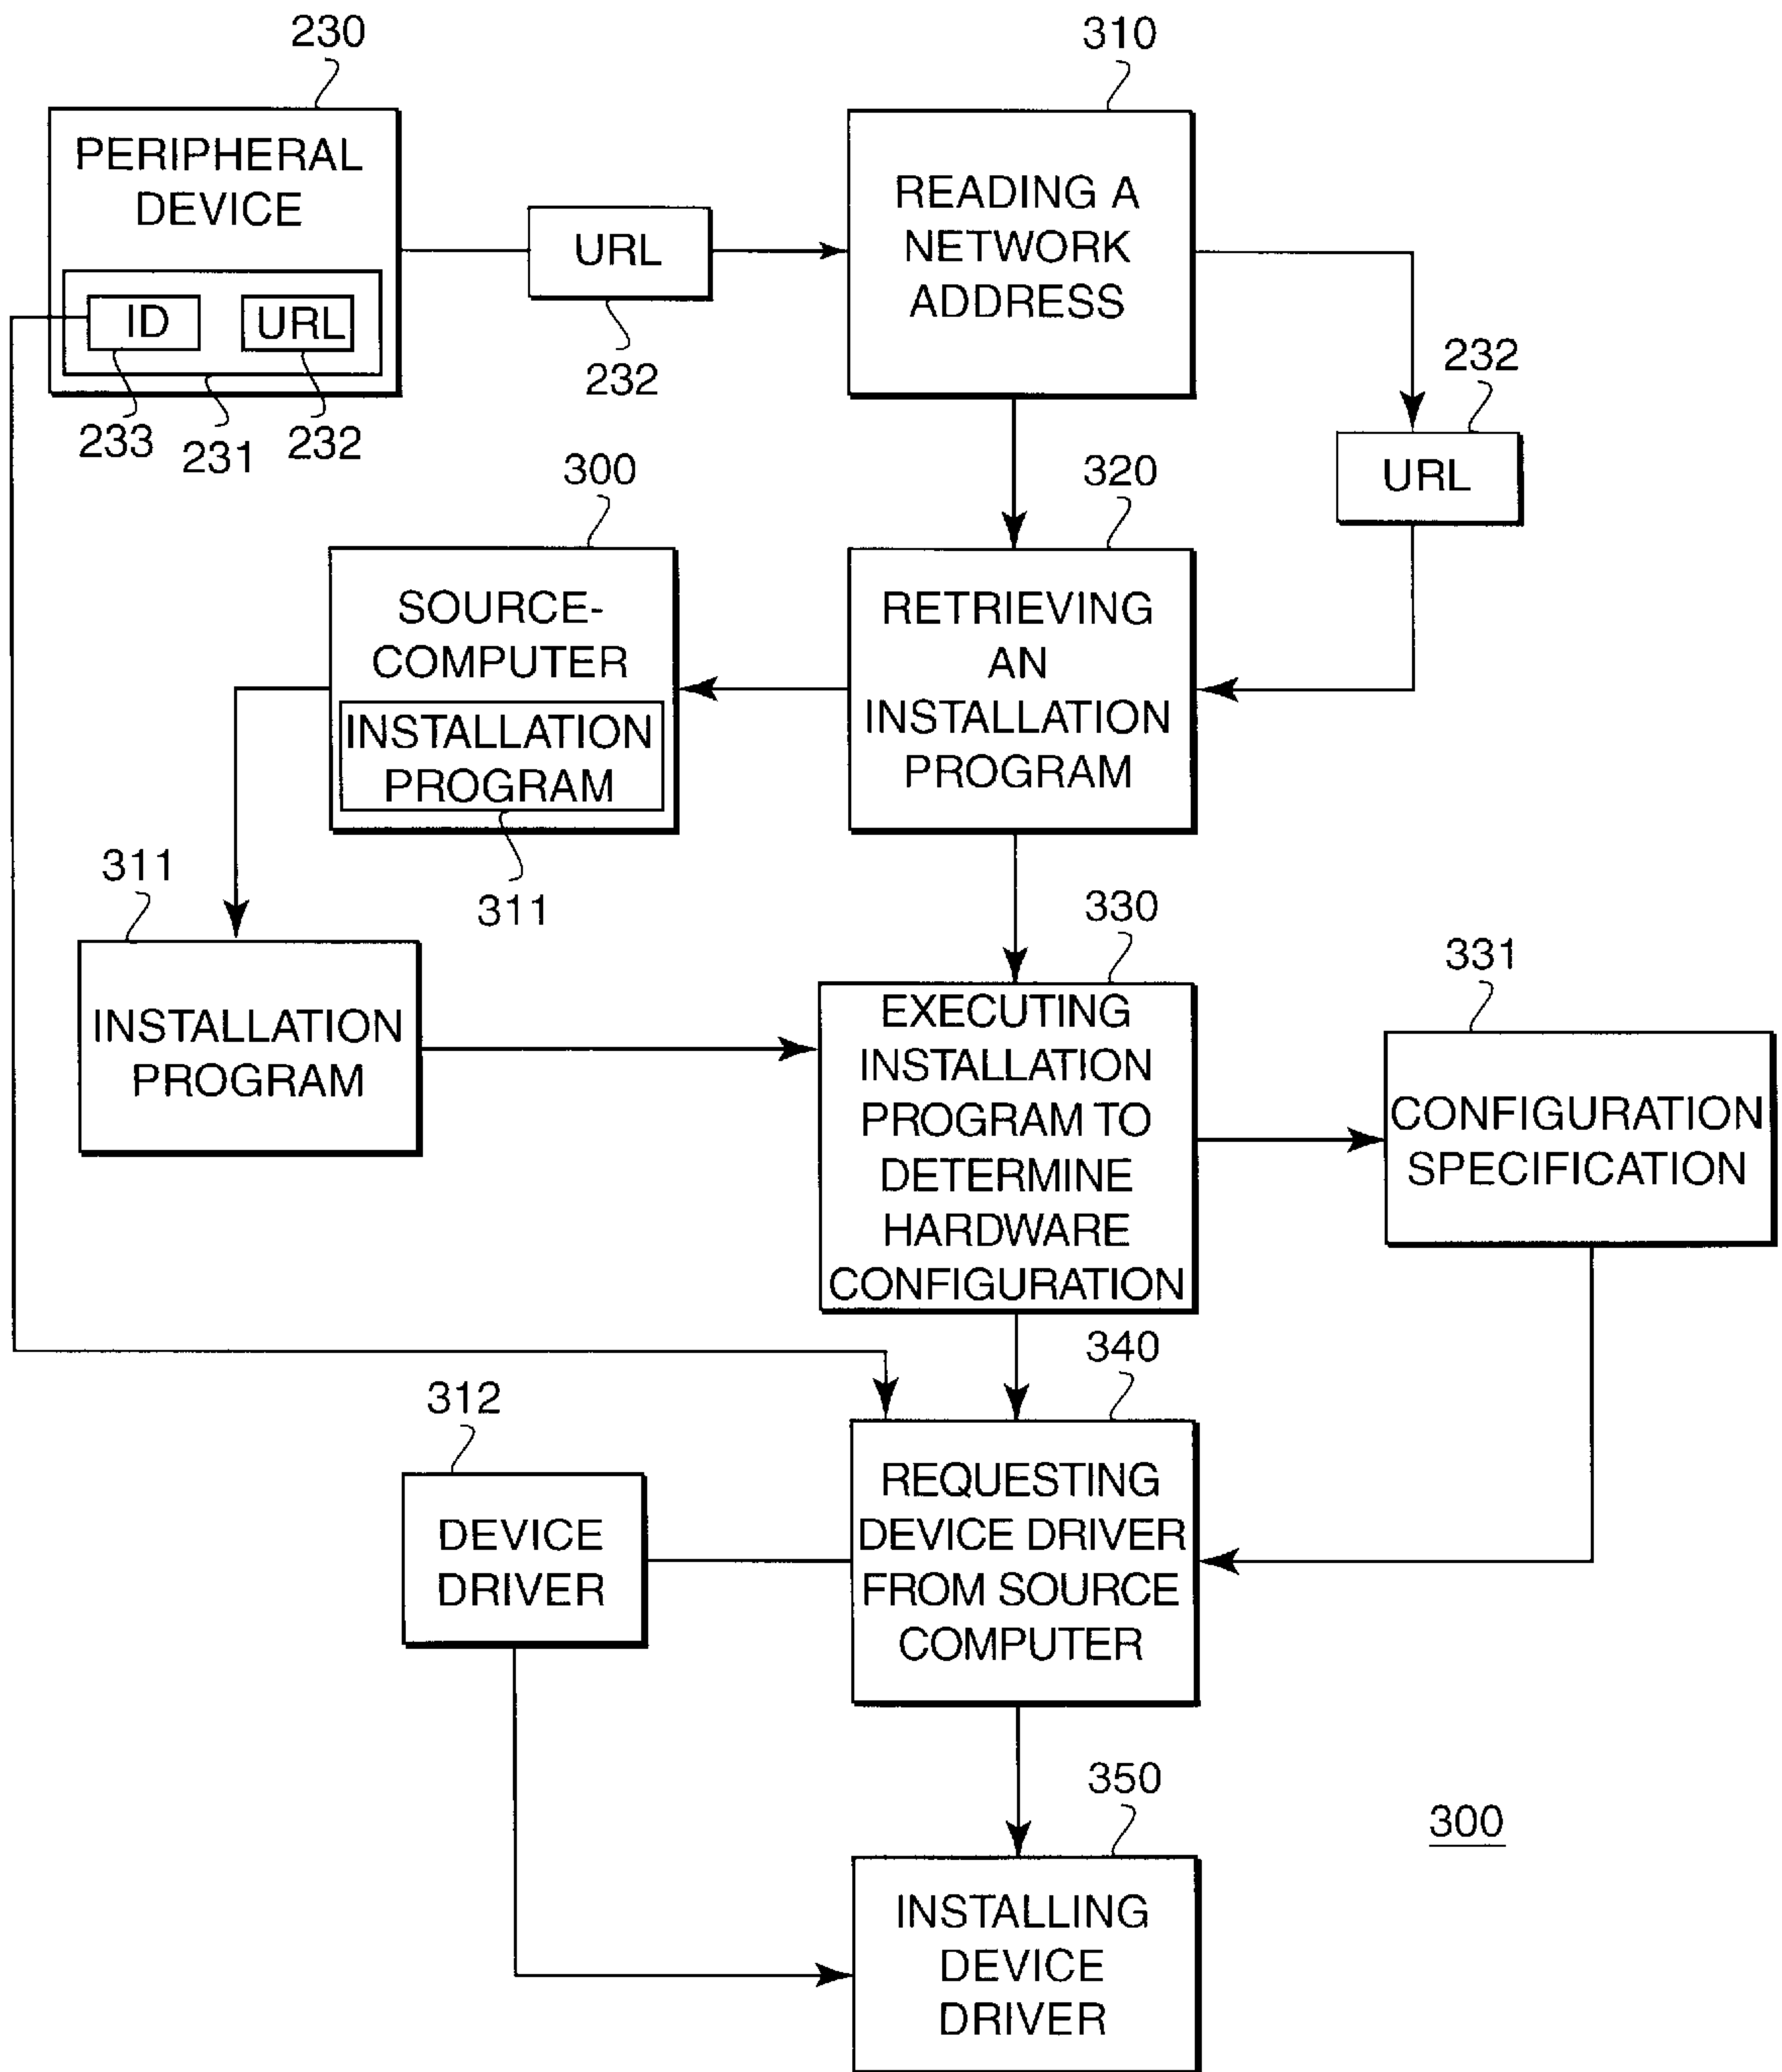 230
PERIPHERAL
DEVICE
ID
URL
233
231
232
URL
232
310
READING A
NETWORK
ADDRESS
232
URL
300
SOURCE-
COMPUTER
INSTALLATION
PROGRAM
311
320
RETRIEVING
AN
INSTALLATION
PROGRAM
311
INSTALLATION
PROGRAM
330
EXECUTING
INSTALLATION
PROGRAM TO
DETERMINE
HARDWARE
CONFIGURATION
331
CONFIGURATION
SPECIFICATION
340
REQUESTING
DEVICE DRIVER
FROM SOURCE
COMPUTER
312
DEVICE
DRIVER
350
INSTALLING
DEVICE
DRIVER
300